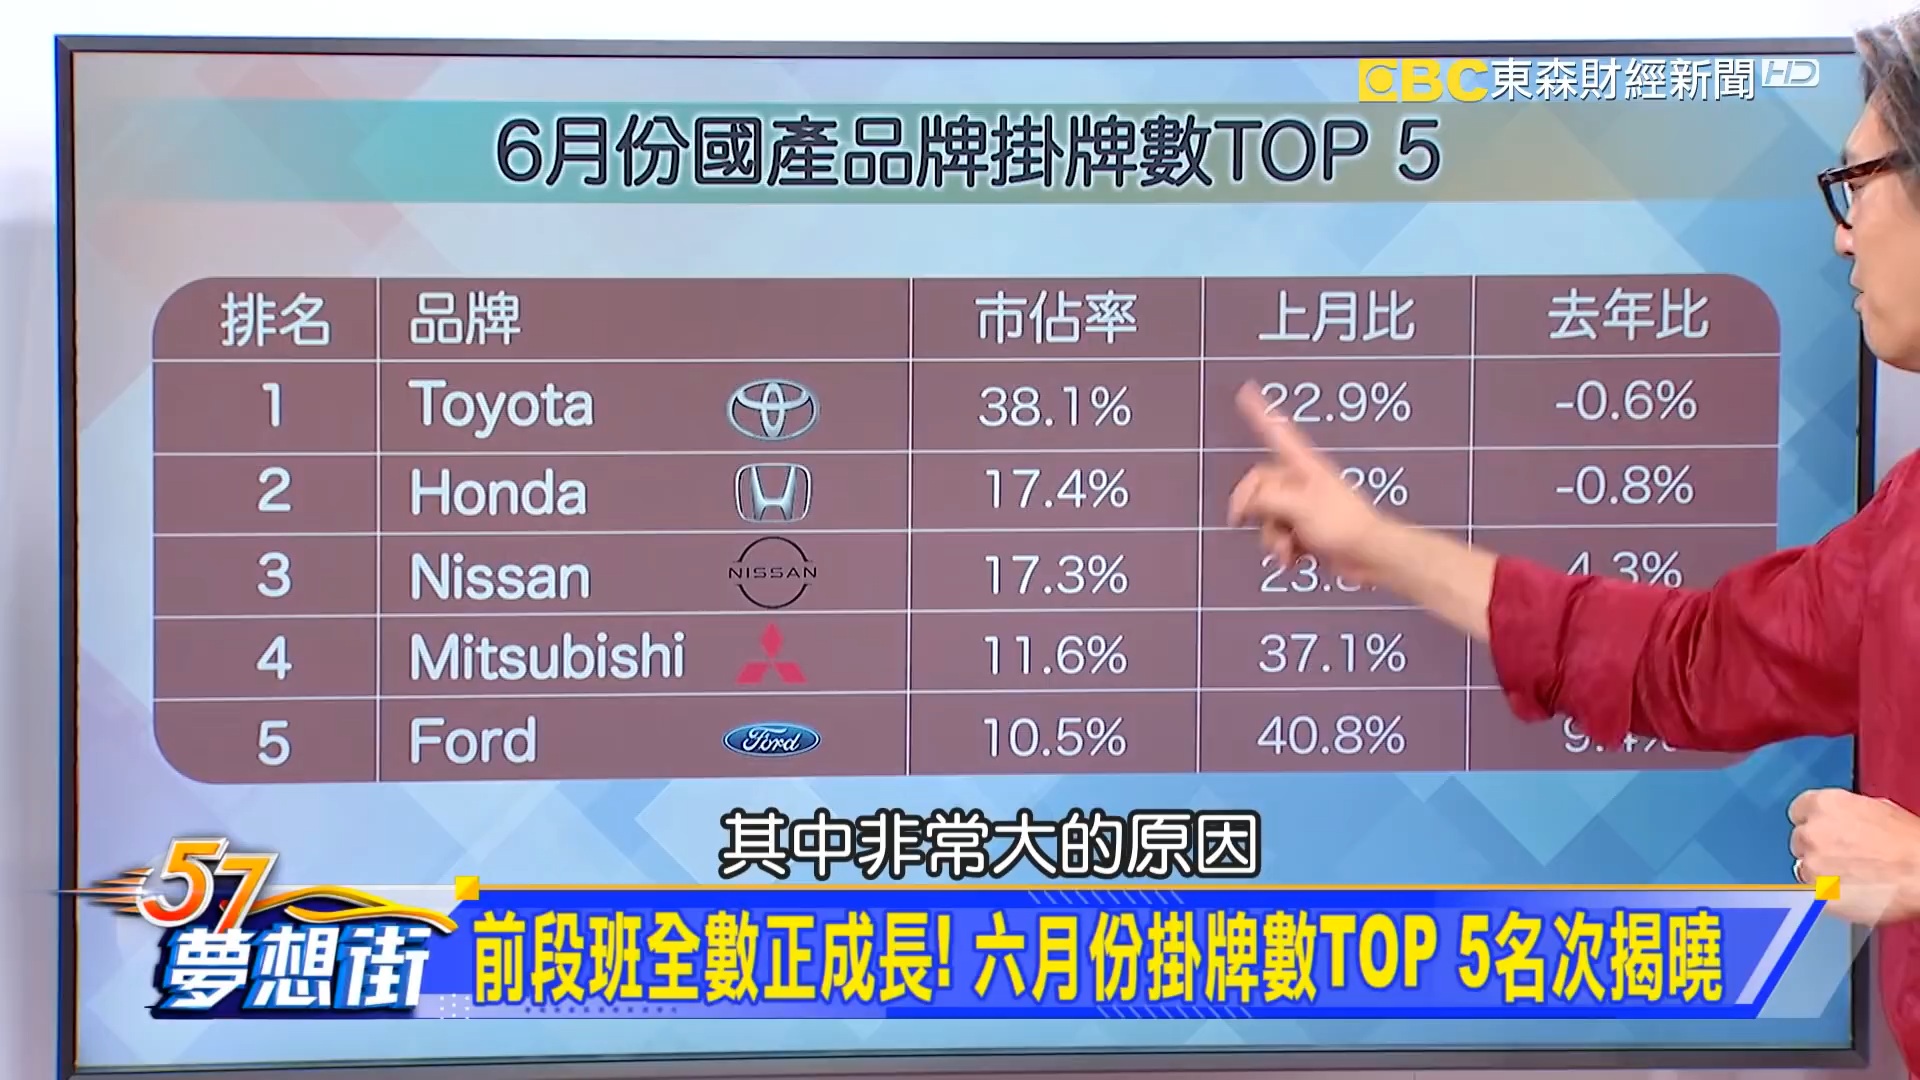 EBC東森財經新聞HD
6月份國產品牌掛牌數TOP 5
排名 品牌 市佔率 上月比 去年比
1 Toyota 38.1% 22.9% -0.6%
2 Honda 17.4% -0.8%
3 Nissan NISSAN 17.3% 4.3%
4 Mitsubishi 11.6% 37.1%
5 Ford Ford 10.5% 40.8%
其中非常大的原因
57夢想街
前段班全數正成長! 六月份掛牌數TOP 5名次揭曉